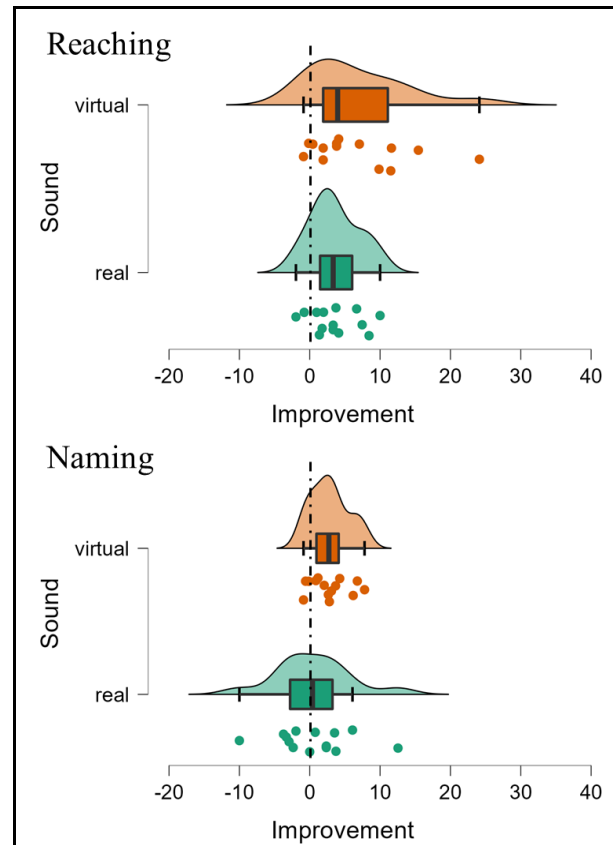 Reaching
virtual
Sound
real
-20 -10 0 10 20 30 40
Improvement
Naming
virtual
Sound
real
-20 -10 0 10 20 30 40
Improvement